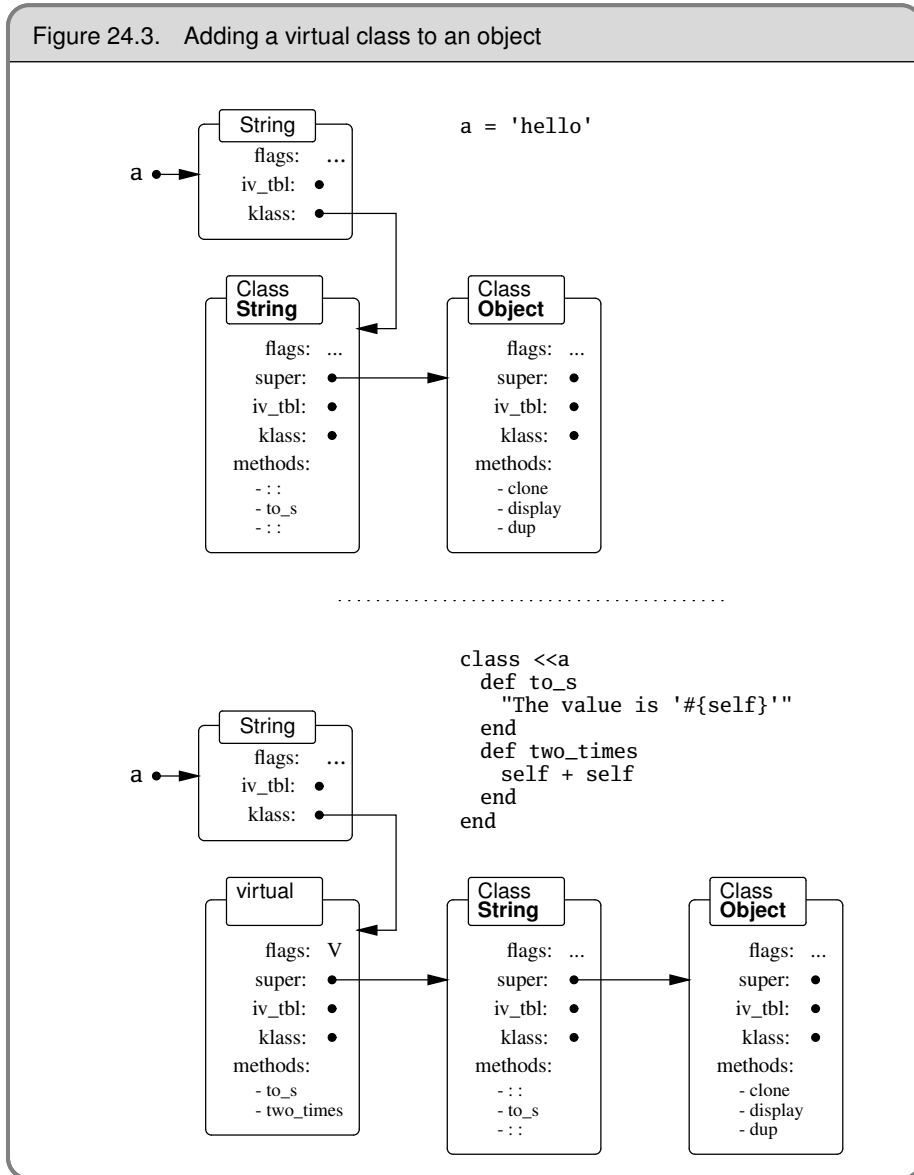 Figure 24.3. Adding a virtual class to an object
a = 'hello'
String
a
flags: ...
iv_tbl:
klass:
Class
String
flags: ...
super:
iv_tbl:
klass:
methods:
- : :
- to_s
- : :
Class
Object
flags: ...
super:
iv_tbl:
klass:
methods:
- clone
- display
- dup
class <<a
def to_s
"The value is '#{self}'"
end
def two_times
self + self
end
end
String
a
flags: ...
iv_tbl:
klass:
virtual
flags: V
super:
iv_tbl:
klass:
methods:
- to_s
- two_times
Class
String
flags: ...
super:
iv_tbl:
klass:
methods:
- : :
- to_s
- : :
Class
Object
flags: ...
super:
iv_tbl:
klass:
methods:
- clone
- display
- dup